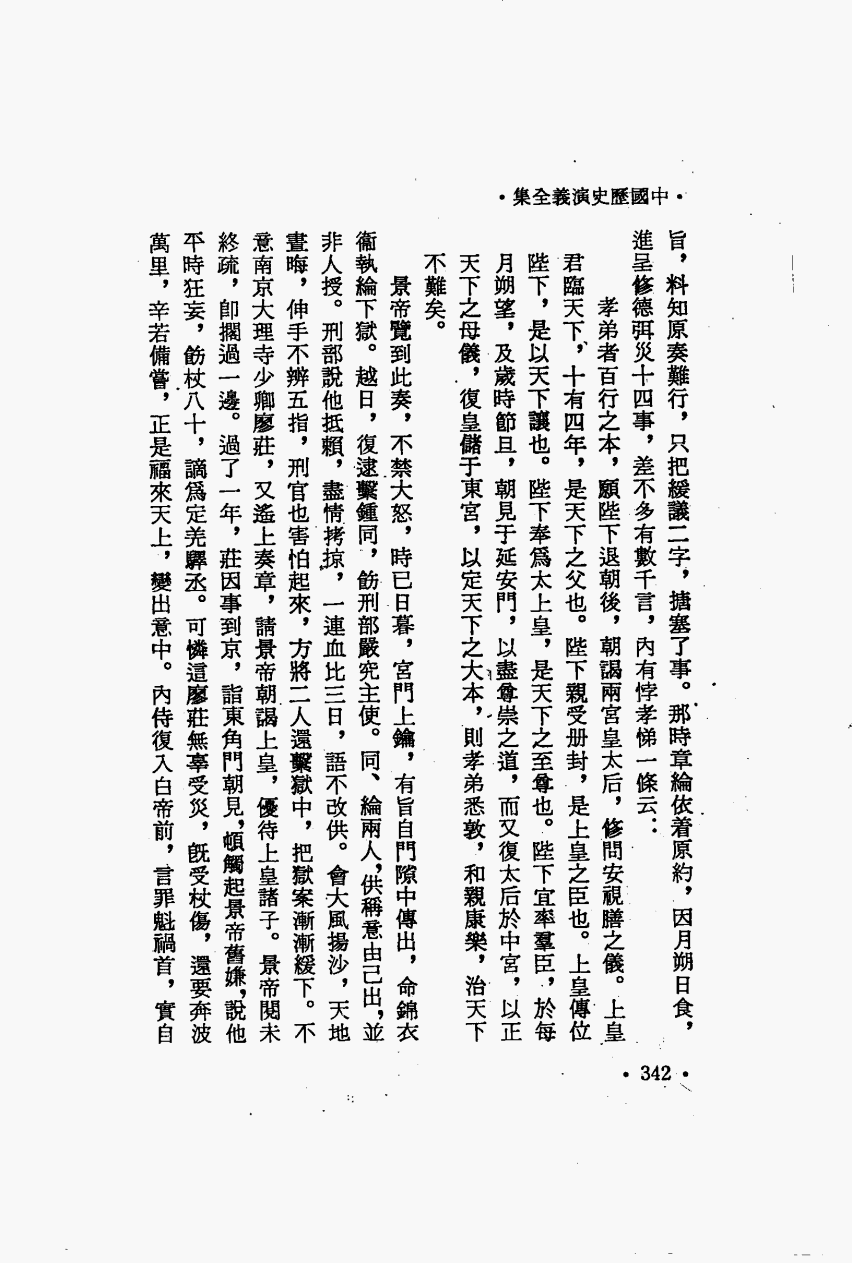 ·中國歷史演義全集·
旨，料知原奏難行，只把緩議二字，搪塞了事。那時章綸依着原約，因月朔日食，
進呈修德弭災十四事，差不多有數千言，內有悖孝悌一條云：
孝弟者百行之本，願陛下退朝後，朝謁兩宮皇太后，修問安視膳之儀。上皇
君臨天下，十有四年，是天下之父也。陛下親受册封，是上皇之臣也。上皇傳位
陛下，是以天下讓也。陛下奉爲太上皇，是天下之至尊也。陛下宜率羣臣，於每
月朔望，及歲時節旦，朝見于延安門，以盡尊崇之道，而又復太后於中宮，以正
天下之母儀，復皇儲于東宮，以定天下之大本，則孝弟悉敦，和親康樂，治天下
不難矣。
景帝覽到此奏，不禁大怒，時已日暮，宮門上鑰，有旨自門隙中傳出，命錦衣
衞執綸下獄。越日，復逮繫鍾同，飭刑部嚴究主使。同、綸兩人，供稱意由己出，並
非人授。刑部說他抵賴，盡情拷掠，一連血比三日，語不改供。會大風揚沙，天地
晝晦，伸手不辨五指，刑官也害怕起來，方將二人還繫獄中，把獄案漸漸緩下。不
意南京大理寺少卿廖莊，又遙上奏章，請景帝朝謁上皇，優待上皇諸子。景帝閱未
終疏，卽擱過一邊。過了一年，莊因事到京，詣東角門朝見，頓觸起景帝舊嫌，說他
平時狂妄，飭杖八十，謫爲定羌驛丞。可憐這廖莊無辜受災，既受杖傷，還要奔波
萬里，辛苦備嘗，正是福來天上，變出意中。內侍復入白帝前，言罪魁禍首，實自
·342·